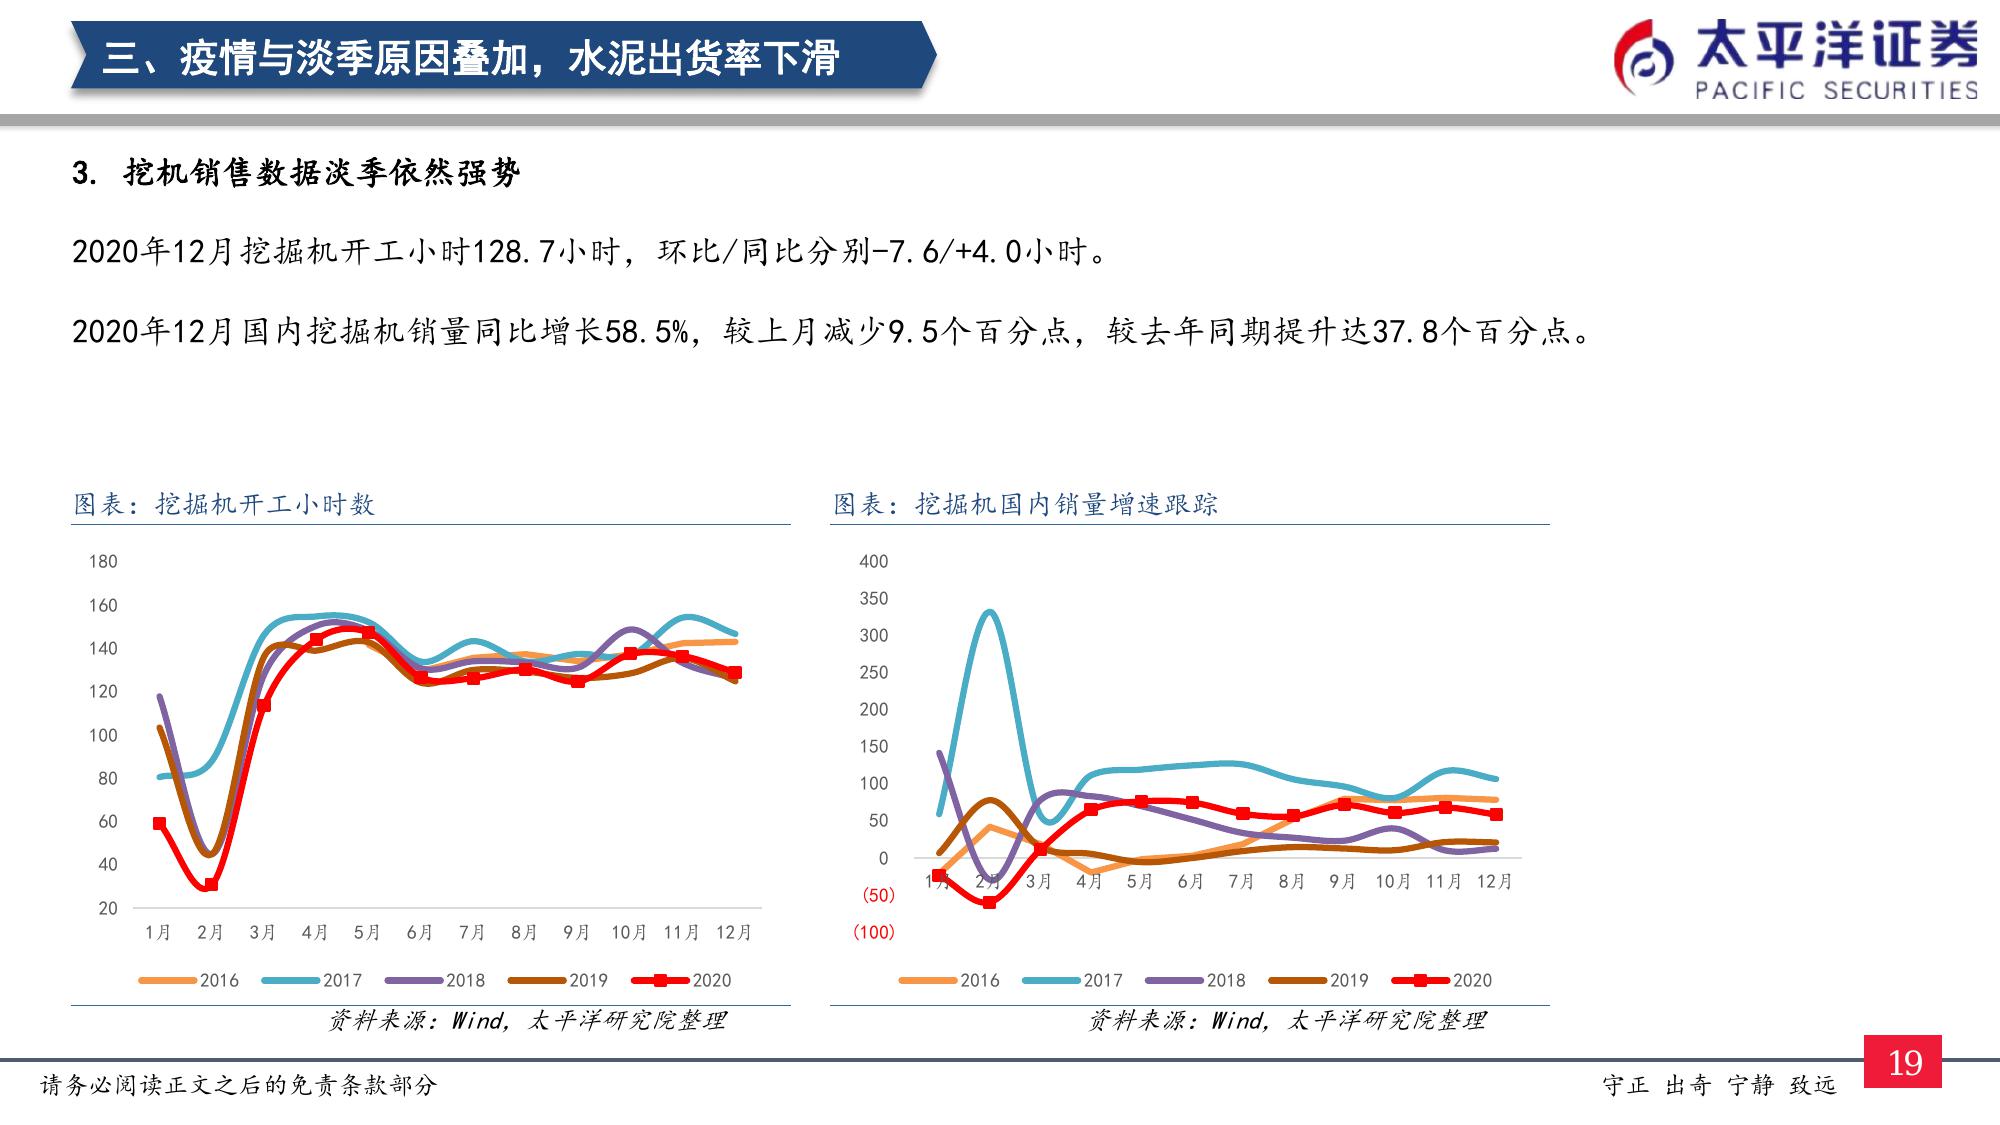 三、疫情与淡季原因叠加，水泥出货率下滑
太平洋证券
PACIFIC SECURITIES
3. 挖机销售数据淡季依然强势
2020年12月挖掘机开工小时128.7小时，环比/同比分别-7.6/+4.0小时。
2020年12月国内挖掘机销量同比增长58.5%，较上月减少9.5个百分点，较去年同期提升达37.8个百分点。
图表：挖掘机开工小时数
180
160
140
120
100
80
60
40
20
1月 2月 3月 4月 5月 6月 7月 8月 9月 10月 11月 12月
2016 2017 2018 2019 2020
资料来源：Wind，太平洋研究院整理
图表：挖掘机国内销量增速跟踪
400
350
300
250
200
150
100
50
0
(50)
(100)
1月 2月 3月 4月 5月 6月 7月 8月 9月 10月 11月 12月
2016 2017 2018 2019 2020
资料来源：Wind，太平洋研究院整理
请务必阅读正文之后的免责条款部分
守正 出奇 宁静 致远
19